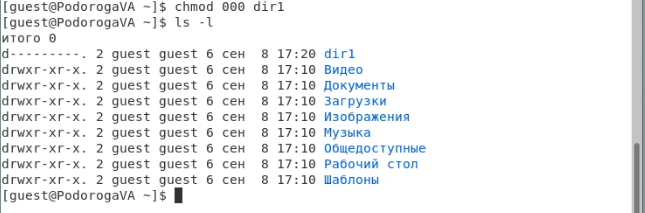 [guest@PodorogaVA ~]$ chmod 000 dir1
[guest@PodorogaVA ~]$ ls -l
итого 0
d---------. 2 guest guest 6 сен  8 17:20 dir1
drwxr-xr-x. 2 guest guest 6 сен  8 17:10 Видео
drwxr-xr-x. 2 guest guest 6 сен  8 17:10 Документы
drwxr-xr-x. 2 guest guest 6 сен  8 17:10 Загрузки
drwxr-xr-x. 2 guest guest 6 сен  8 17:10 Изображения
drwxr-xr-x. 2 guest guest 6 сен  8 17:10 Музыка
drwxr-xr-x. 2 guest guest 6 сен  8 17:10 Общедоступные
drwxr-xr-x. 2 guest guest 6 сен  8 17:10 Рабочий стол
drwxr-xr-x. 2 guest guest 6 сен  8 17:10 Шаблоны
[guest@PodorogaVA ~]$